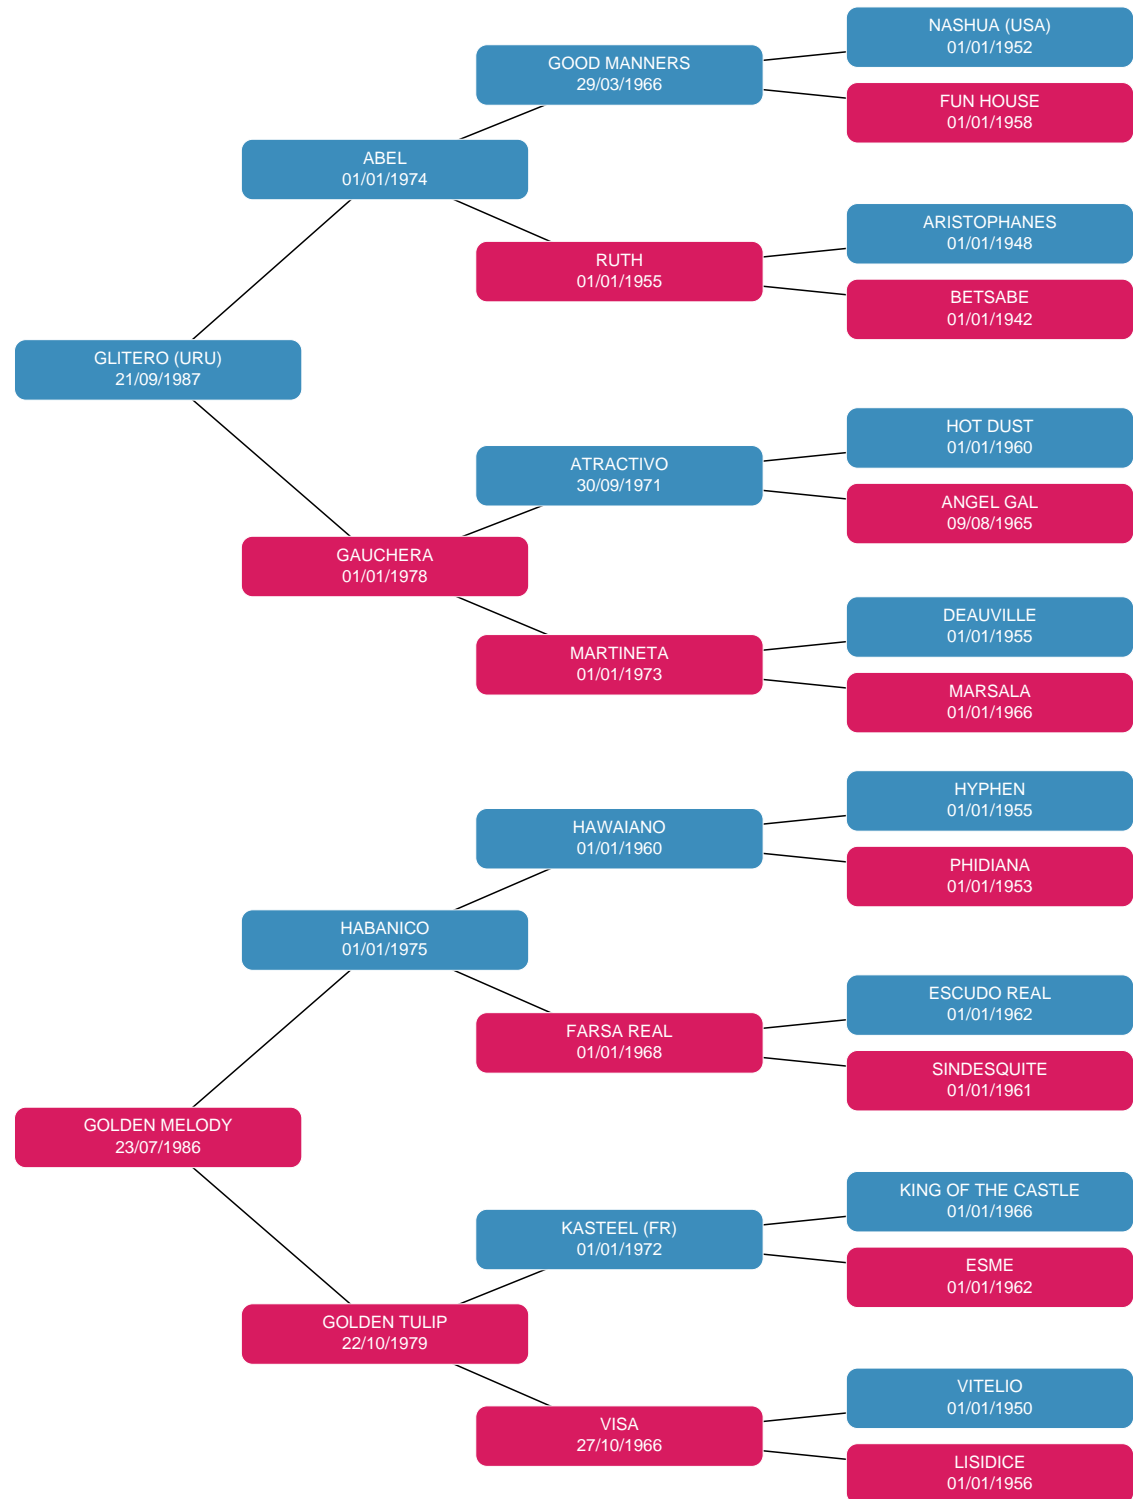 NASHUA (USA)
01/01/1952
GOOD MANNERS
29/03/1966
FUN HOUSE
01/01/1958
ABEL
01/01/1974
ARISTOPHANES
01/01/1948
RUTH
01/01/1955
BETSABE
01/01/1942
GLITERO (URU)
21/09/1987
HOT DUST
01/01/1960
ATRACTIVO
30/09/1971
ANGEL GAL
09/08/1965
GAUCHERA
01/01/1978
DEAUVILLE
01/01/1955
MARTINETA
01/01/1973
MARSALA
01/01/1966
HYPHEN
01/01/1955
HAWAIANO
01/01/1960
PHIDIANA
01/01/1953
HABANICO
01/01/1975
ESCUDO REAL
01/01/1962
FARSA REAL
01/01/1968
SINDESQUITE
01/01/1961
GOLDEN MELODY
23/07/1986
KING OF THE CASTLE
01/01/1966
KASTEEL (FR)
01/01/1972
ESME
01/01/1962
GOLDEN TULIP
22/10/1979
VITELIO
01/01/1950
VISA
27/10/1966
LISIDICE
01/01/1956